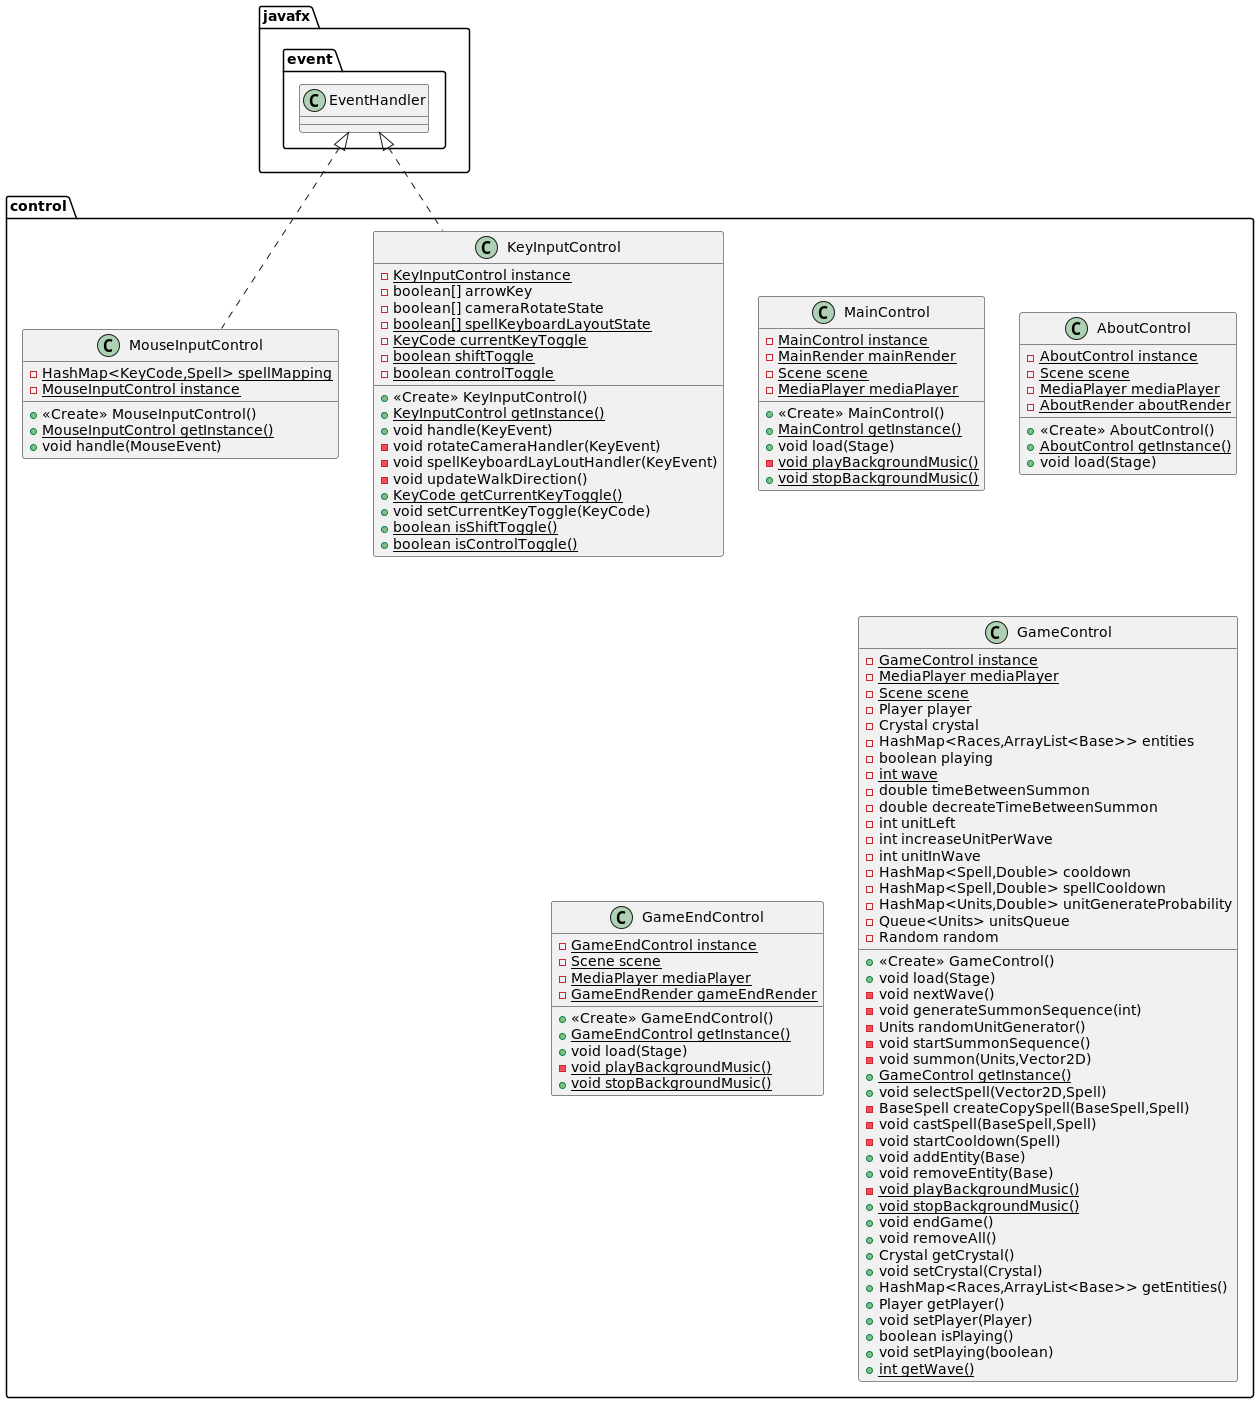 javafx
event
C EventHandler
control
C KeyInputControl
KeyInputControl instance
boolean[] arrowKey
boolean[] cameraRotateState
boolean[] spellKeyboardLayoutState
KeyCode currentKeyToggle
boolean shiftToggle
boolean controlToggle
«Create» KeyInputControl()
KeyInputControl getInstance()
void handle(KeyEvent)
void rotateCameraHandler(KeyEvent)
void spellKeyboardLayLoutHandler(KeyEvent)
void updateWalkDirection()
KeyCode getCurrentKeyToggle()
void setCurrentKeyToggle(KeyCode)
boolean isShiftToggle()
boolean isControlToggle()
C MainControl
MainControl instance
MainRender mainRender
Scene scene
MediaPlayer mediaPlayer
«Create» MainControl()
MainControl getInstance()
void load(Stage)
void playBackgroundMusic()
void stopBackgroundMusic()
C AboutControl
AboutControl instance
Scene scene
MediaPlayer mediaPlayer
AboutRender aboutRender
«Create» AboutControl()
AboutControl getInstance()
void load(Stage)
C MouseInputControl
HashMap<KeyCode,Spell> spellMapping
MouseInputControl instance
«Create» MouseInputControl()
MouseInputControl getInstance()
void handle(MouseEvent)
C GameControl
GameControl instance
MediaPlayer mediaPlayer
Scene scene
Player player
Crystal crystal
HashMap<Races,ArrayList<Base>> entities
boolean playing
int wave
double timeBetweenSummon
double decreateTimeBetweenSummon
int unitLeft
int increaseUnitPerWave
int unitInWave
HashMap<Spell,Double> cooldown
HashMap<Spell,Double> spellCooldown
HashMap<Units,Double> unitGenerateProbability
Queue<Units> unitsQueue
Random random
«Create» GameControl()
void load(Stage)
void nextWave()
void generateSummonSequence(int)
Units randomUnitGenerator()
void startSummonSequence()
void summon(Units,Vector2D)
GameControl getInstance()
void selectSpell(Vector2D,Spell)
BaseSpell createCopySpell(BaseSpell,Spell)
void castSpell(BaseSpell,Spell)
void startCooldown(Spell)
void addEntity(Base)
void removeEntity(Base)
void playBackgroundMusic()
void stopBackgroundMusic()
void endGame()
void removeAll()
Crystal getCrystal()
void setCrystal(Crystal)
HashMap<Races,ArrayList<Base>> getEntities()
Player getPlayer()
void setPlayer(Player)
boolean isPlaying()
void setPlaying(boolean)
int getWave()
C GameEndControl
GameEndControl instance
Scene scene
MediaPlayer mediaPlayer
GameEndRender gameEndRender
«Create» GameEndControl()
GameEndControl getInstance()
void load(Stage)
void playBackgroundMusic()
void stopBackgroundMusic()